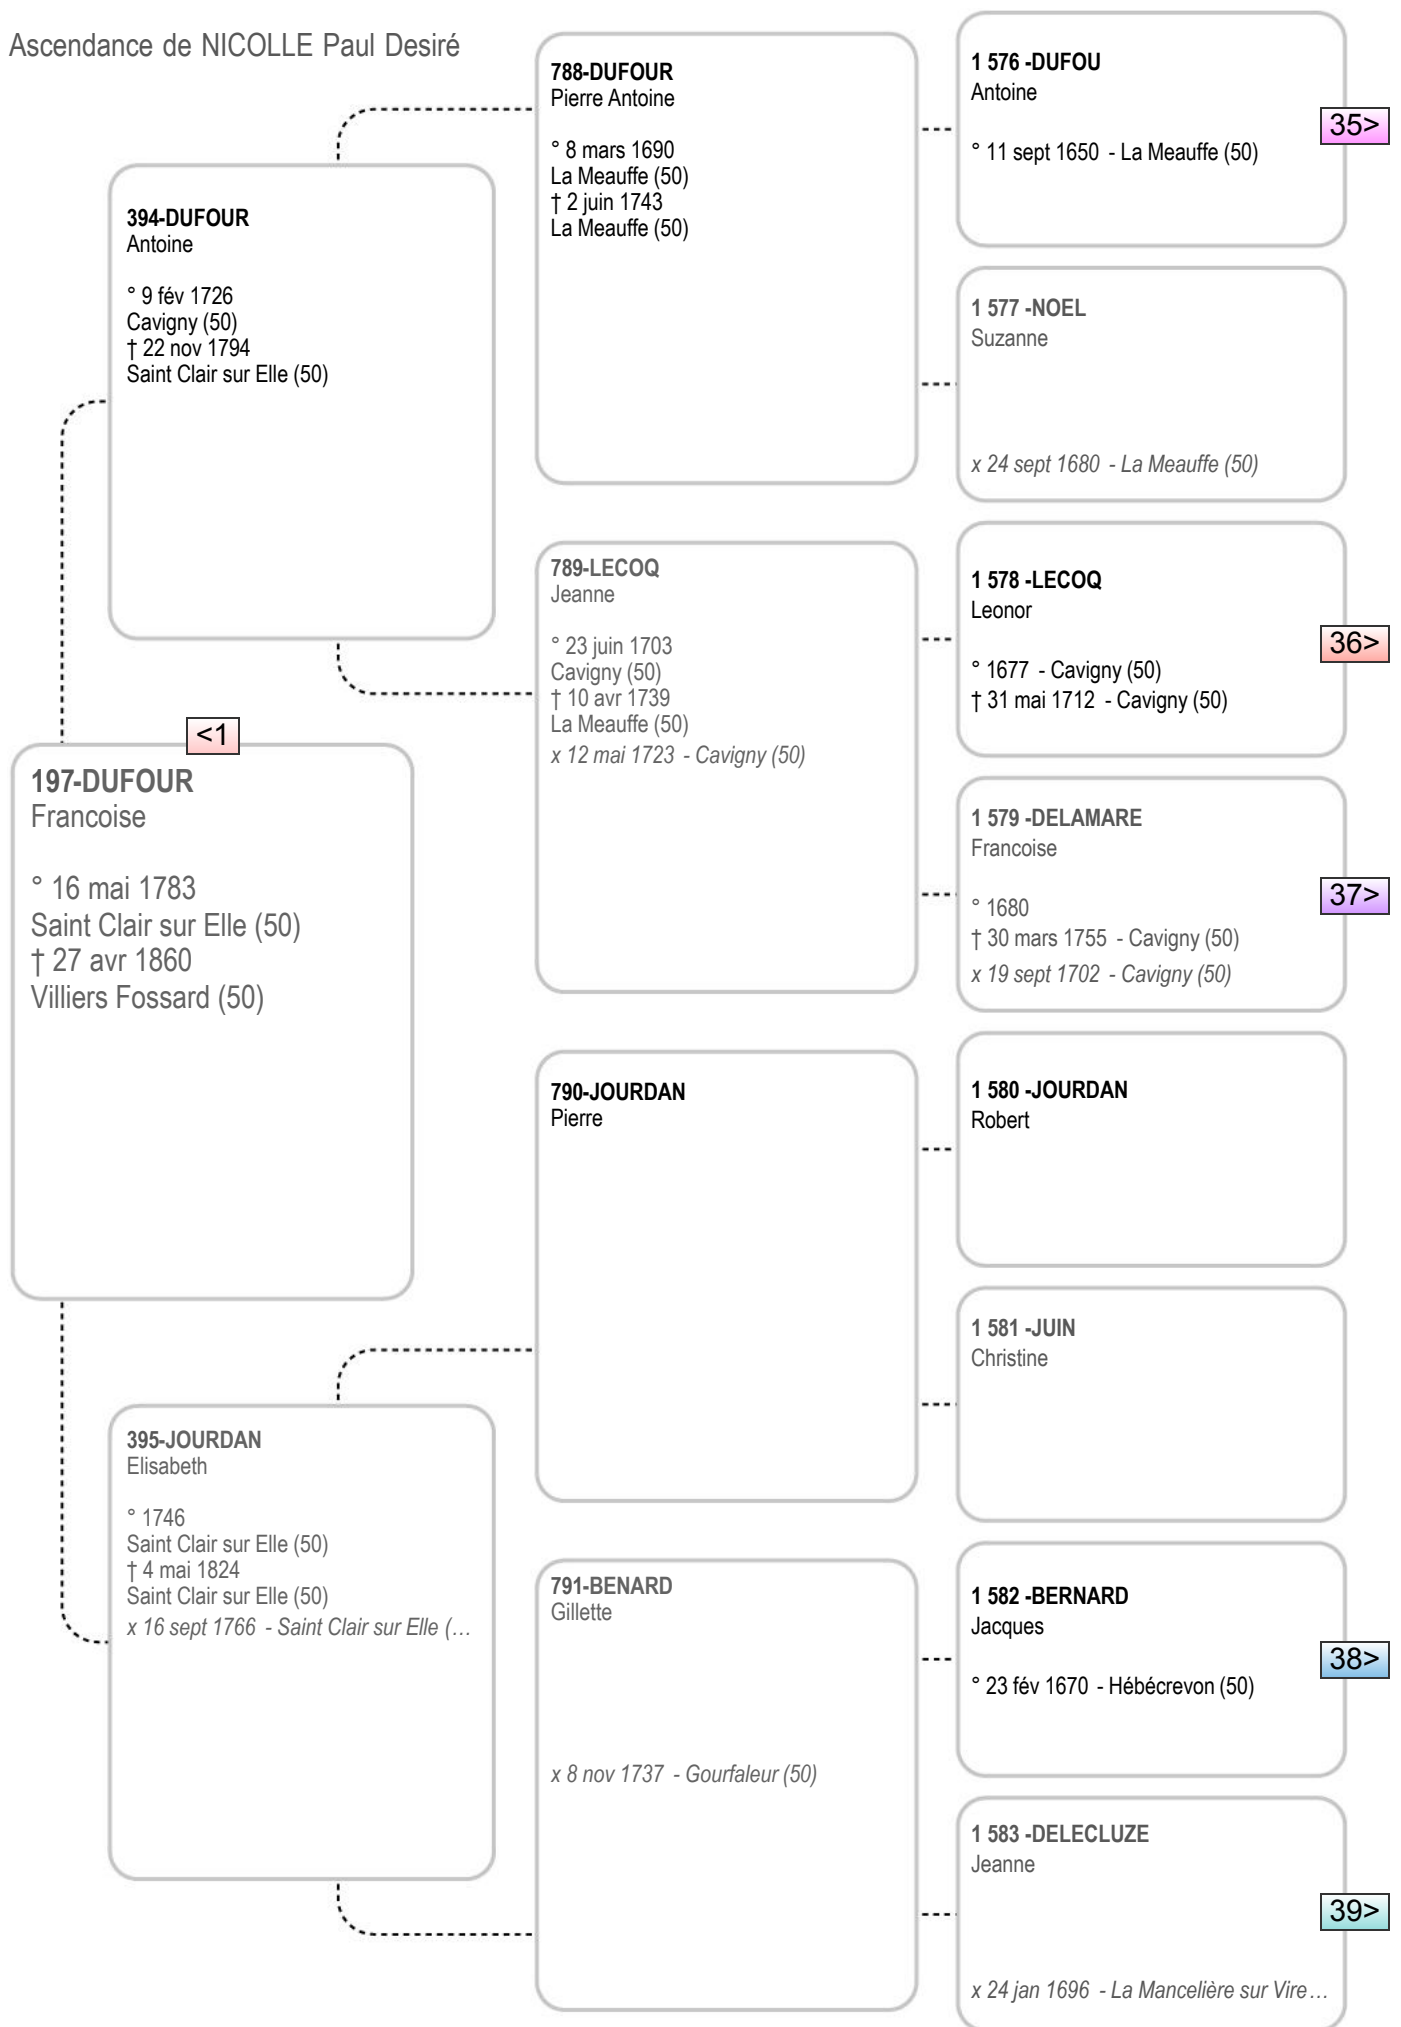 Ascendance de NICOLLE Paul Desiré
788-DUFOUR
Pierre Antoine
° 8 mars 1690
La Meauffe (50)
† 2 juin 1743
La Meauffe (50)
1 576 -DUFOU
Antoine
° 11 sept 1650 - La Meauffe (50)
35>
394-DUFOUR
Antoine
° 9 fév 1726
Cavigny (50)
† 22 nov 1794
Saint Clair sur Elle (50)
1 577 -NOEL
Suzanne
x 24 sept 1680 - La Meauffe (50)
789-LECOQ
Jeanne
° 23 juin 1703
Cavigny (50)
† 10 avr 1739
La Meauffe (50)
x 12 mai 1723 - Cavigny (50)
1 578 -LECOQ
Leonor
° 1677 - Cavigny (50)
† 31 mai 1712 - Cavigny (50)
36>
<1
197-DUFOUR
Francoise
° 16 mai 1783
Saint Clair sur Elle (50)
† 27 avr 1860
Villiers Fossard (50)
1 579 -DELAMARE
Francoise
° 1680
† 30 mars 1755 - Cavigny (50)
x 19 sept 1702 - Cavigny (50)
37>
790-JOURDAN
Pierre
1 580 -JOURDAN
Robert
1 581 -JUIN
Christine
395-JOURDAN
Elisabeth
° 1746
Saint Clair sur Elle (50)
† 4 mai 1824
Saint Clair sur Elle (50)
x 16 sept 1766 - Saint Clair sur Elle (…
791-BENARD
Gillette
x 8 nov 1737 - Gourfaleur (50)
1 582 -BERNARD
Jacques
° 23 fév 1670 - Hébécrevon (50)
38>
1 583 -DELECLUZE
Jeanne
x 24 jan 1696 - La Mancelière sur Vire…
39>